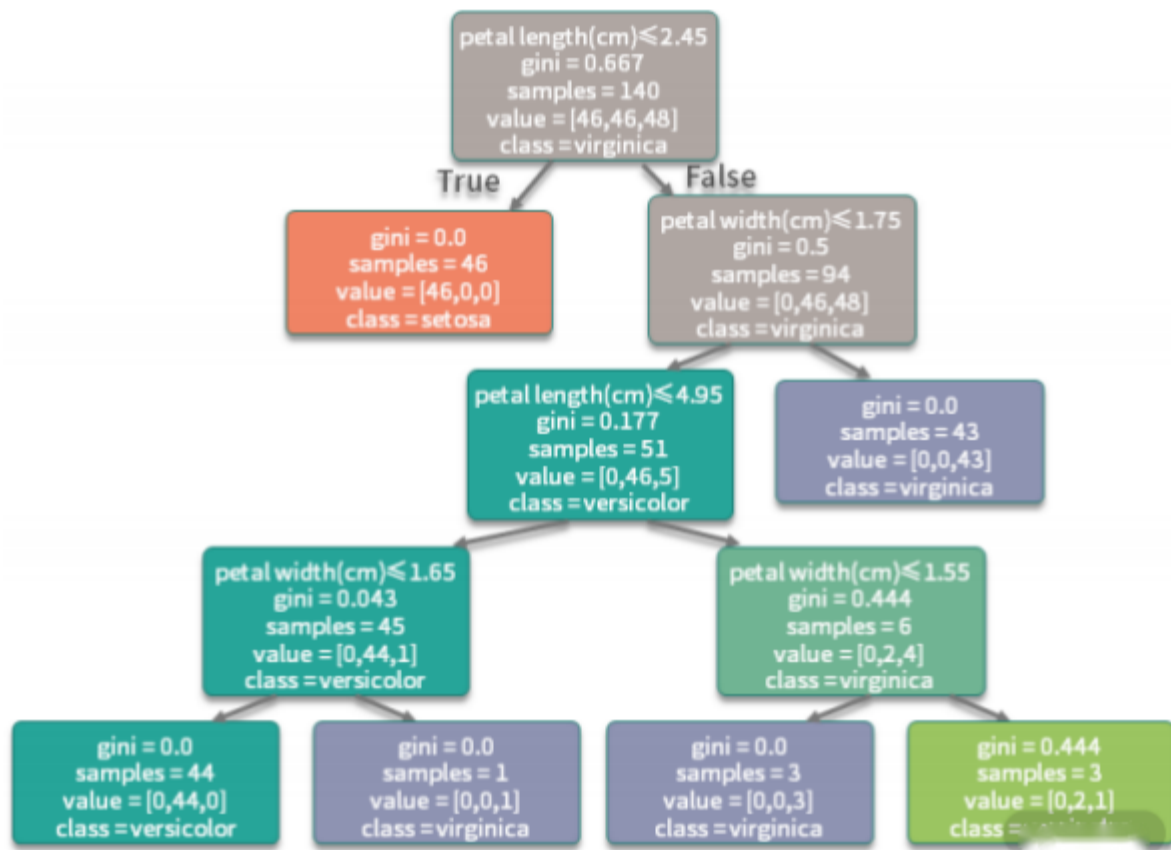 petal length(cm)≤2.45
gini = 0.667
samples = 140
value = [46,46,48]
class = virginica
True
False
gini = 0.0
samples = 46
value = [46,0,0]
class = setosa
petal width(cm)≤1.75
gini = 0.5
samples = 94
value = [0,46,48]
class = virginica
petal length(cm)≤4.95
gini = 0.177
samples = 51
value = [0,46,5]
class = versicolor
gini = 0.0
samples = 43
value = [0,0,43]
class = virginica
petal width(cm)≤1.65
gini = 0.043
samples = 45
value = [0,44,1]
class = versicolor
petal width(cm)≤1.55
gini = 0.444
samples = 6
value = [0,2,4]
class = virginica
gini = 0.0
samples = 44
value = [0,44,0]
class = versicolor
gini = 0.0
samples = 1
value = [0,0,1]
class = virginica
gini = 0.0
samples = 3
value = [0,0,3]
class = virginica
gini = 0.444
samples = 3
value = [0,2,1]
class =